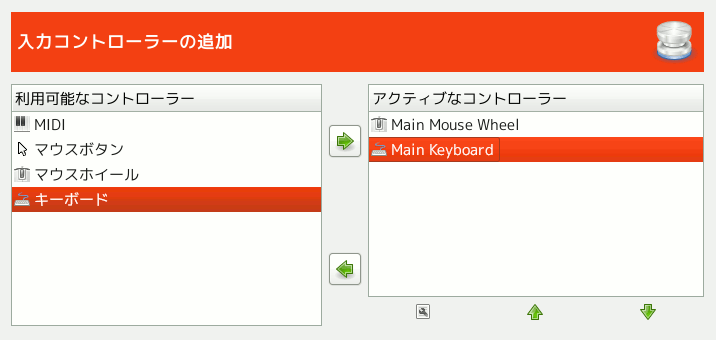 入力コントローラーの追加
利用可能なコントローラー
MIDI
マウスボタン
マウスホイール
キーボード
アクティブなコントローラー
Main Mouse Wheel
Main Keyboard